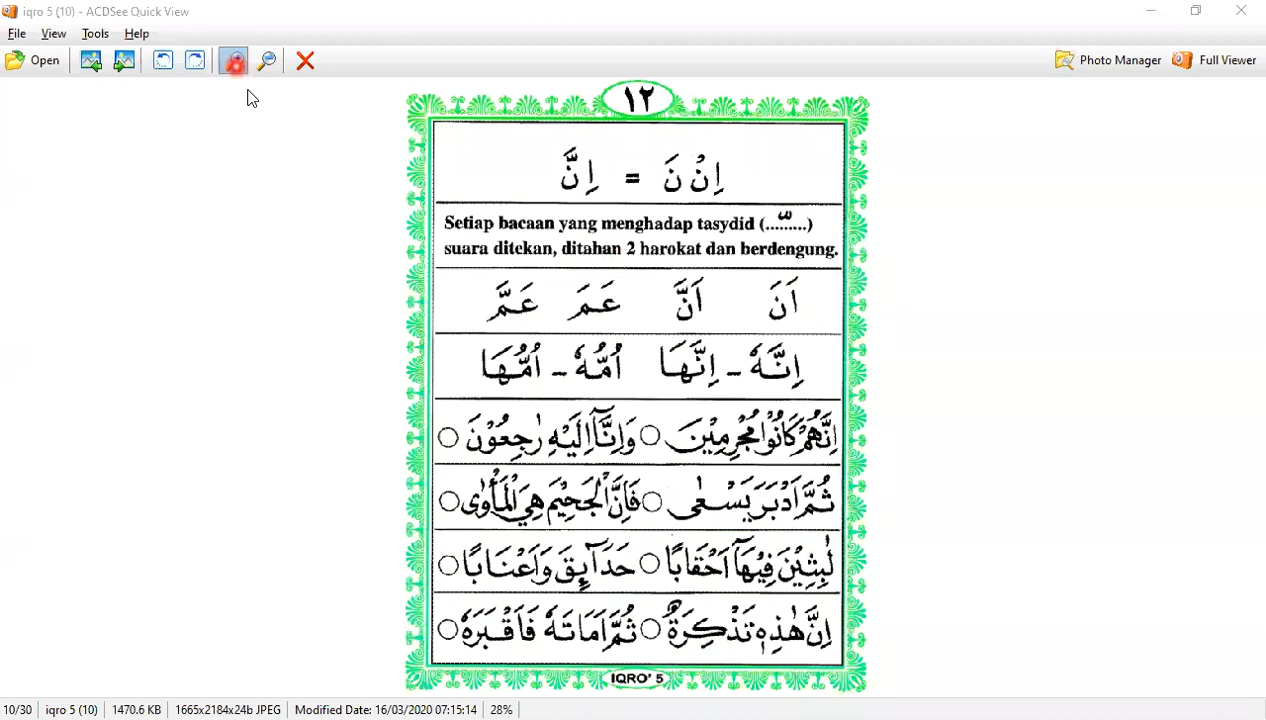 iqro 5 (10) - ACDSee Quick View
File View Tools Help
Open Photo Manager Full Viewer
١٢
اِنْ نَ = اِنَّ
Setiap bacaan yang menghadap tasydid (...ّ...)
suara ditekan, ditahan 2 harokat dan berdengung.
اَنَ اَنَّ عَمَ عَمَّ
اِنَّهٗ - اِنَّهَا اُمُّهٗ - اُمُّهَا
اِنَّهُمْ كَانُوْا مُجْرِمِيْنَ ○ وَاِنَّآ اِلَيْهِ رٰجِعُوْنَ ○
ثُمَّ اَدْبَرَ يَسْعٰى ○ فَاِنَّ الْجَحِيْمَ هِيَ الْمَأْوٰى ○
لٰبِثِيْنَ فِيْهَآ اَحْقَابًا ○ حَدَآئِقَ وَاَعْنَابًا ○
اِنَّ هٰذِهٖ تَذْكِرَةٌ ○ ثُمَّ اَمَاتَهٗ فَاَقْبَرَهٗ ○
IQRO' 5
10/30 iqro 5 (10) 1470.6 KB 1665x2184x24b JPEG Modified Date: 16/03/2020 07:15:14 28%